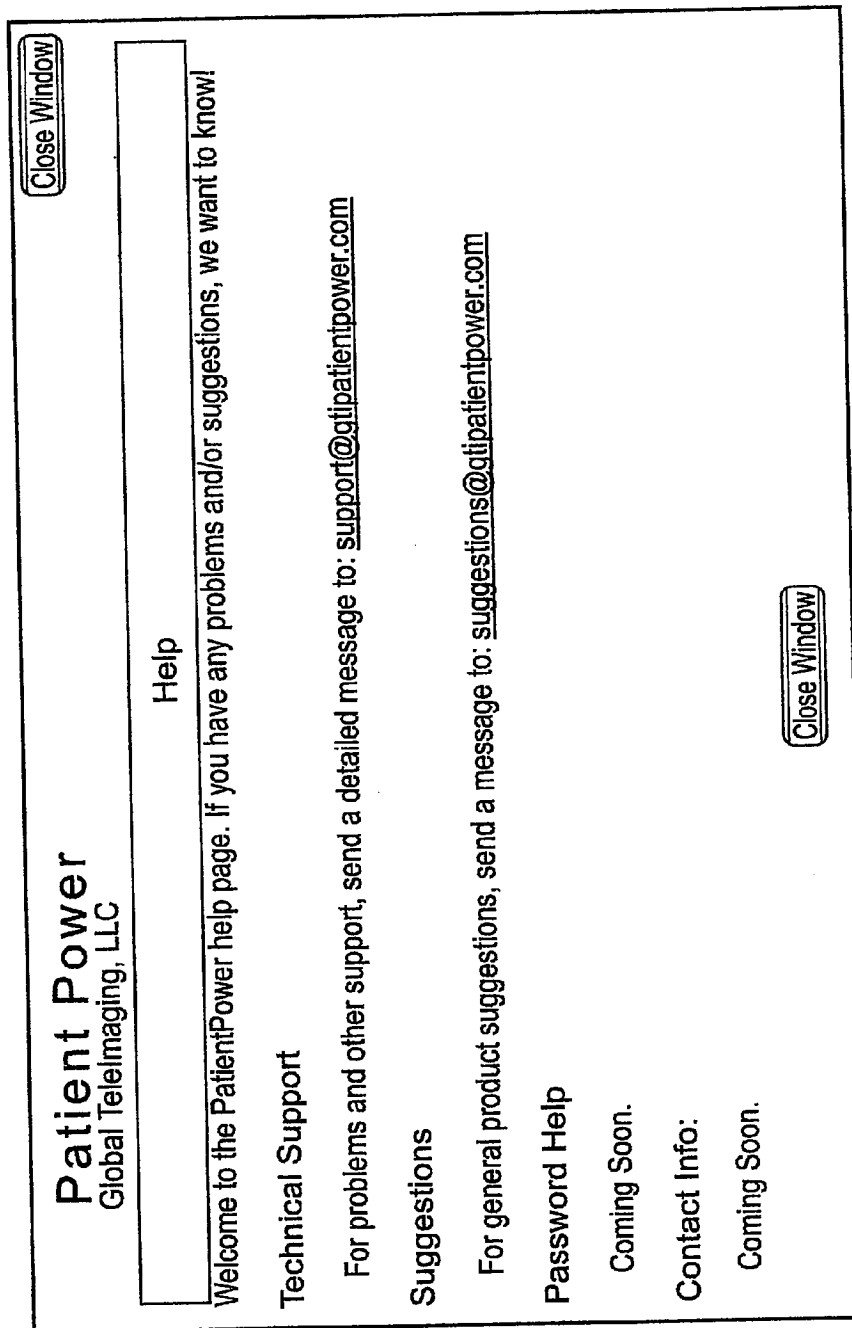 Close Window
Patient Power
Global TeleImaging, LLC
Help
Welcome to the PatientPower help page. If you have any problems and/or suggestions, we want to know!
Technical Support
For problems and other support, send a detailed message to: support@gtipatientpower.com
Suggestions
For general product suggestions, send a message to: suggestions@gtipatientpower.com
Password Help
Coming Soon.
Contact Info:
Coming Soon.
Close Window